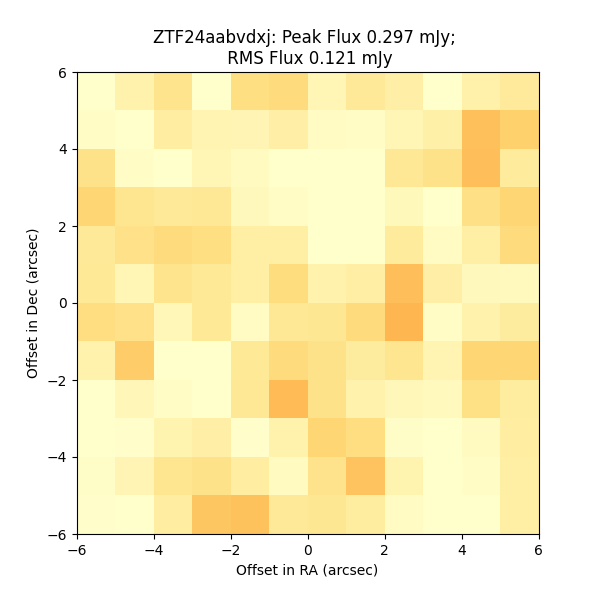 ZTF24aabvdxj: Peak Flux 0.297 mJy;
RMS Flux 0.121 mJy
6
4
2
0
−2
−4
−6
Offset in Dec (arcsec)
−6 −4 −2 0 2 4 6
Offset in RA (arcsec)